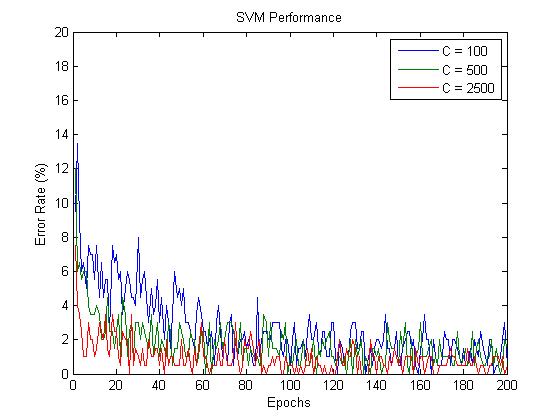 SVM Performance
C = 100
C = 500
C = 2500
Error Rate (%)
20
18
16
14
12
10
8
6
4
2
0
0 20 40 60 80 100 120 140 160 180 200
Epochs